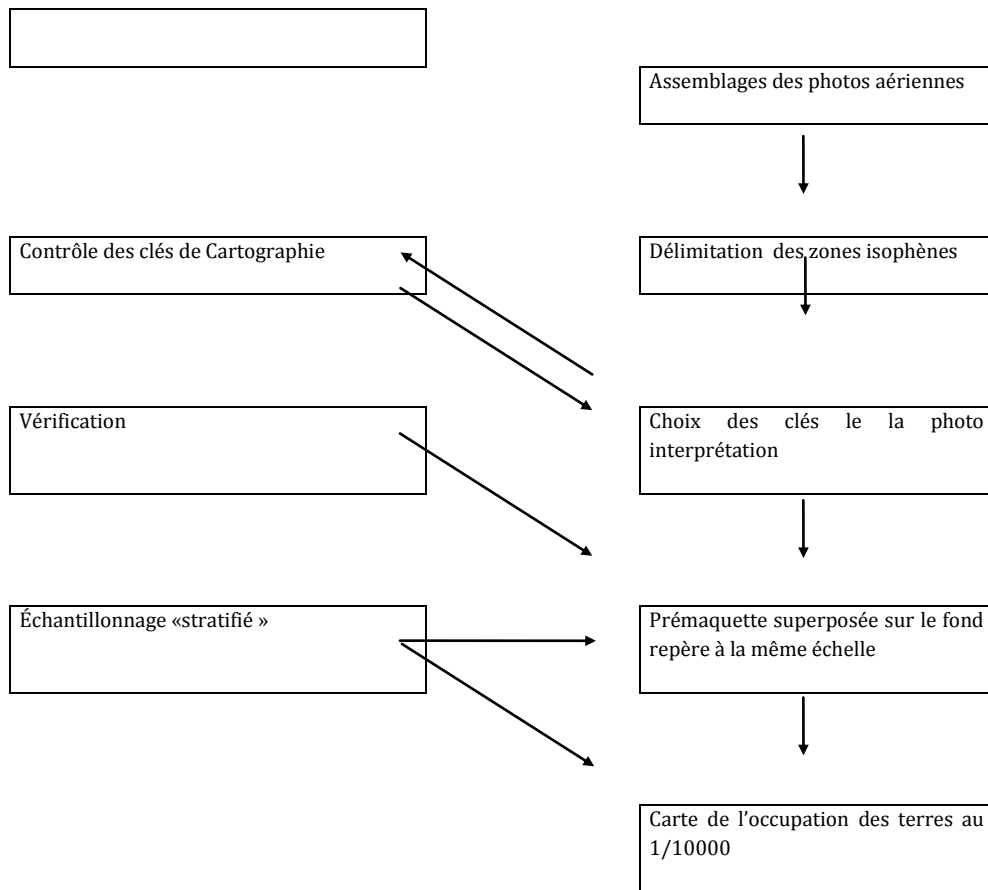 Assemblages des photos aériennes
Contrôle des clés de Cartographie
Délimitation des zones isophènes
Vérification
Choix des clés le la photo
interprétation
Échantillonnage «stratifié »
Prémaquette superposée sur le fond
repère à la même échelle
Carte de l'occupation des terres au
1/10000